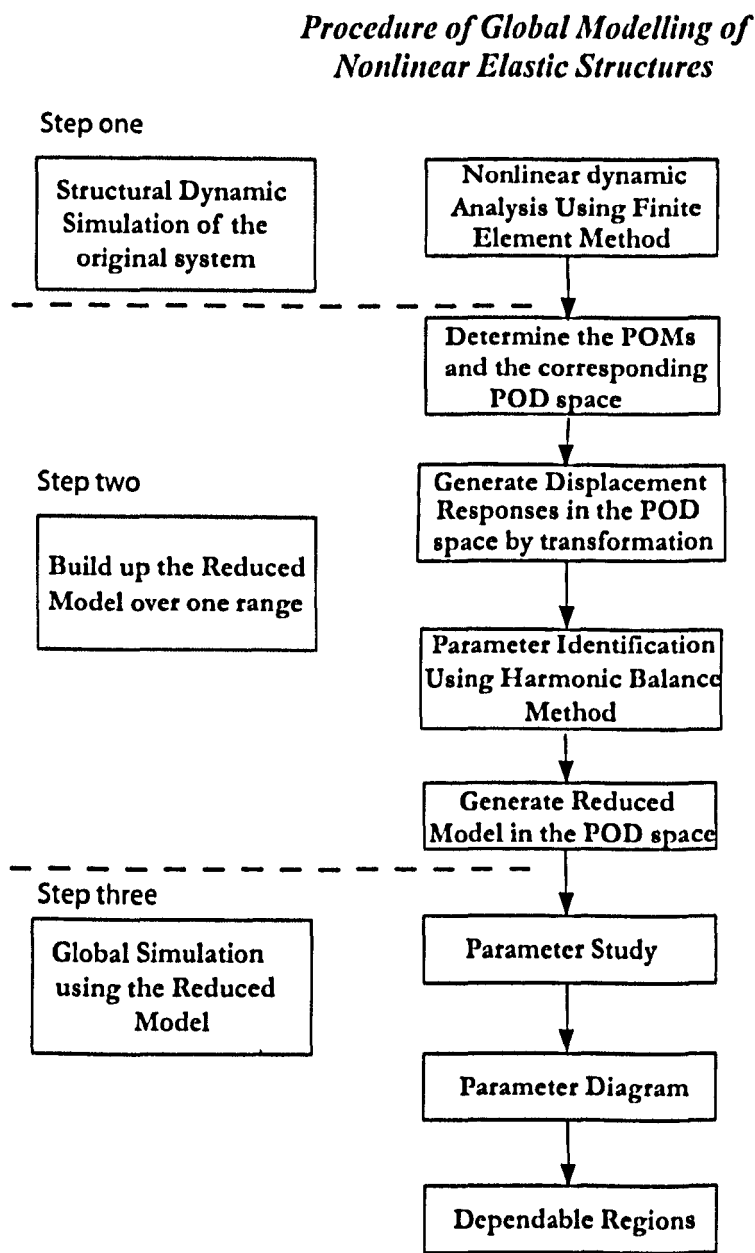 Procedure of Global Modelling of
Nonlinear Elastic Structures
Step one
Structural Dynamic
Simulation of the
original system
Nonlinear dynamic
Analysis Using Finite
Element Method
Determine the POMs
and the corresponding
POD space
Step two
Build up the Reduced
Model over one range
Generate Displacement
Responses in the POD
space by transformation
Parameter Identification
Using Harmonic Balance
Method
Generate Reduced
Model in the POD space
Step three
Global Simulation
using the Reduced
Model
Parameter Study
Parameter Diagram
Dependable Regions